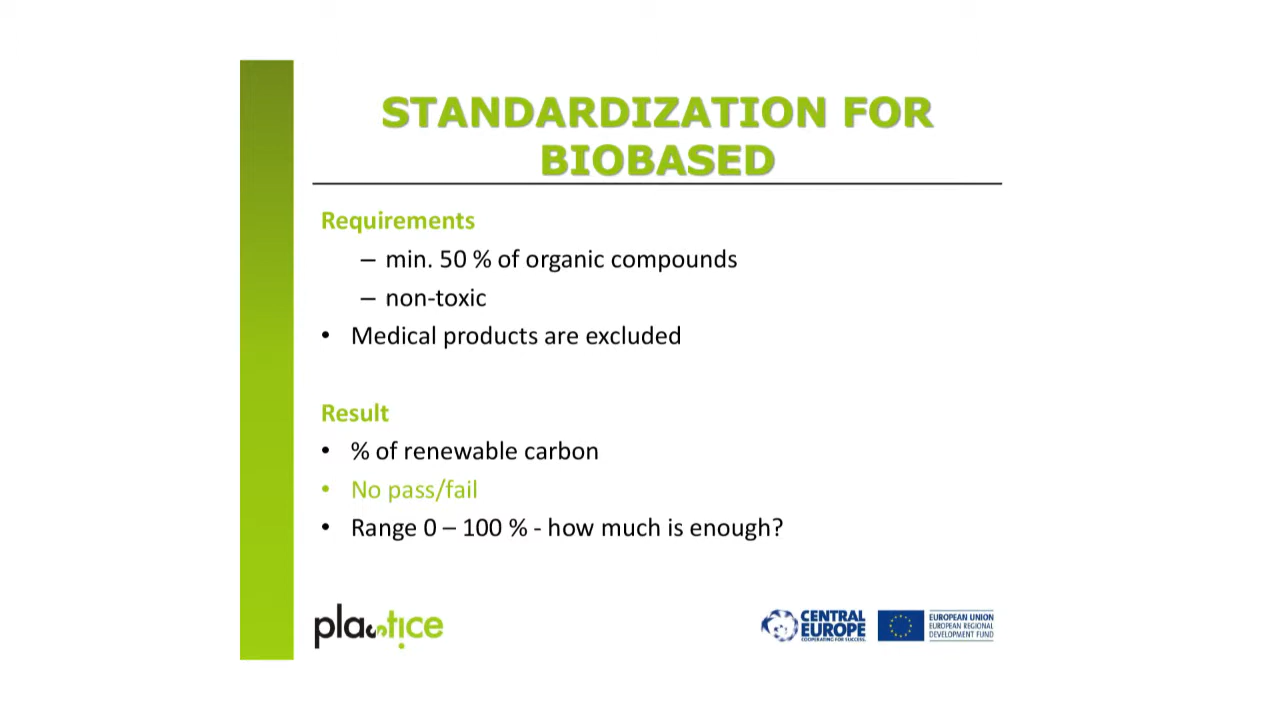 STANDARDIZATION FOR
BIOBASED
Requirements
– min. 50 % of organic compounds
– non-toxic
• Medical products are excluded
Result
• % of renewable carbon
• No pass/fail
• Range 0 – 100 % - how much is enough?
plastice
CENTRAL
EUROPE
COOPERATING FOR SUCCESS.
EUROPEAN UNION
EUROPEAN REGIONAL
DEVELOPMENT FUND